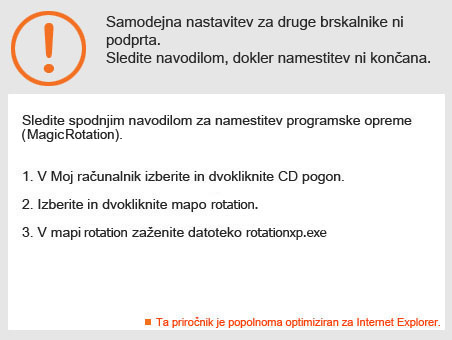 Samodejna nastavitev za druge brskalnike ni
podprta.
Sledite navodilom, dokler namestitev ni končana.
Sledite spodnjim navodilom za namestitev programske opreme
(MagicRotation).
1. V Moj računalnik izberite in dvokliknite CD pogon.
2. Izberite in dvokliknite mapo rotation.
3. V mapi rotation zaženite datoteko rotationxp.exe
Ta priročnik je popolnoma optimiziran za Internet Explorer.